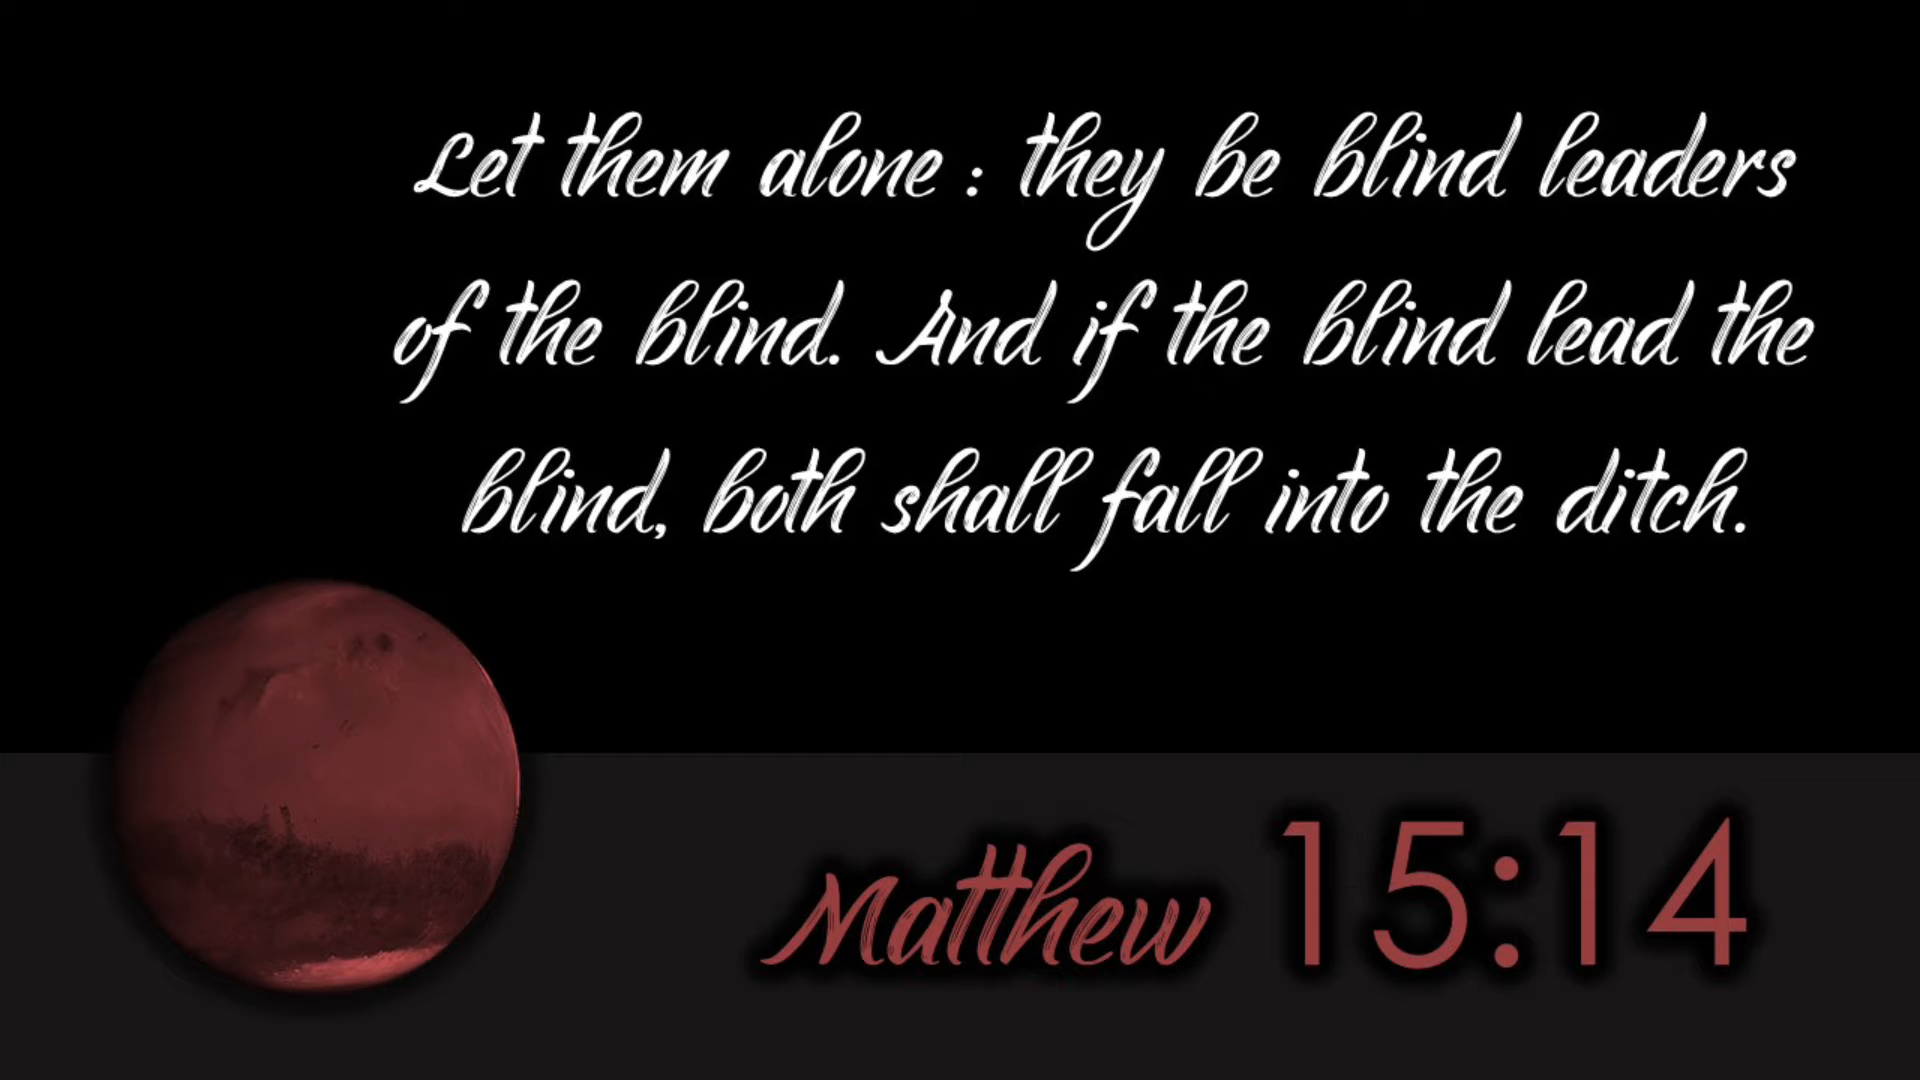 Let them alone : they be blind leaders
of the blind. And if the blind lead the
blind, both shall fall into the ditch.
Matthew 15:14